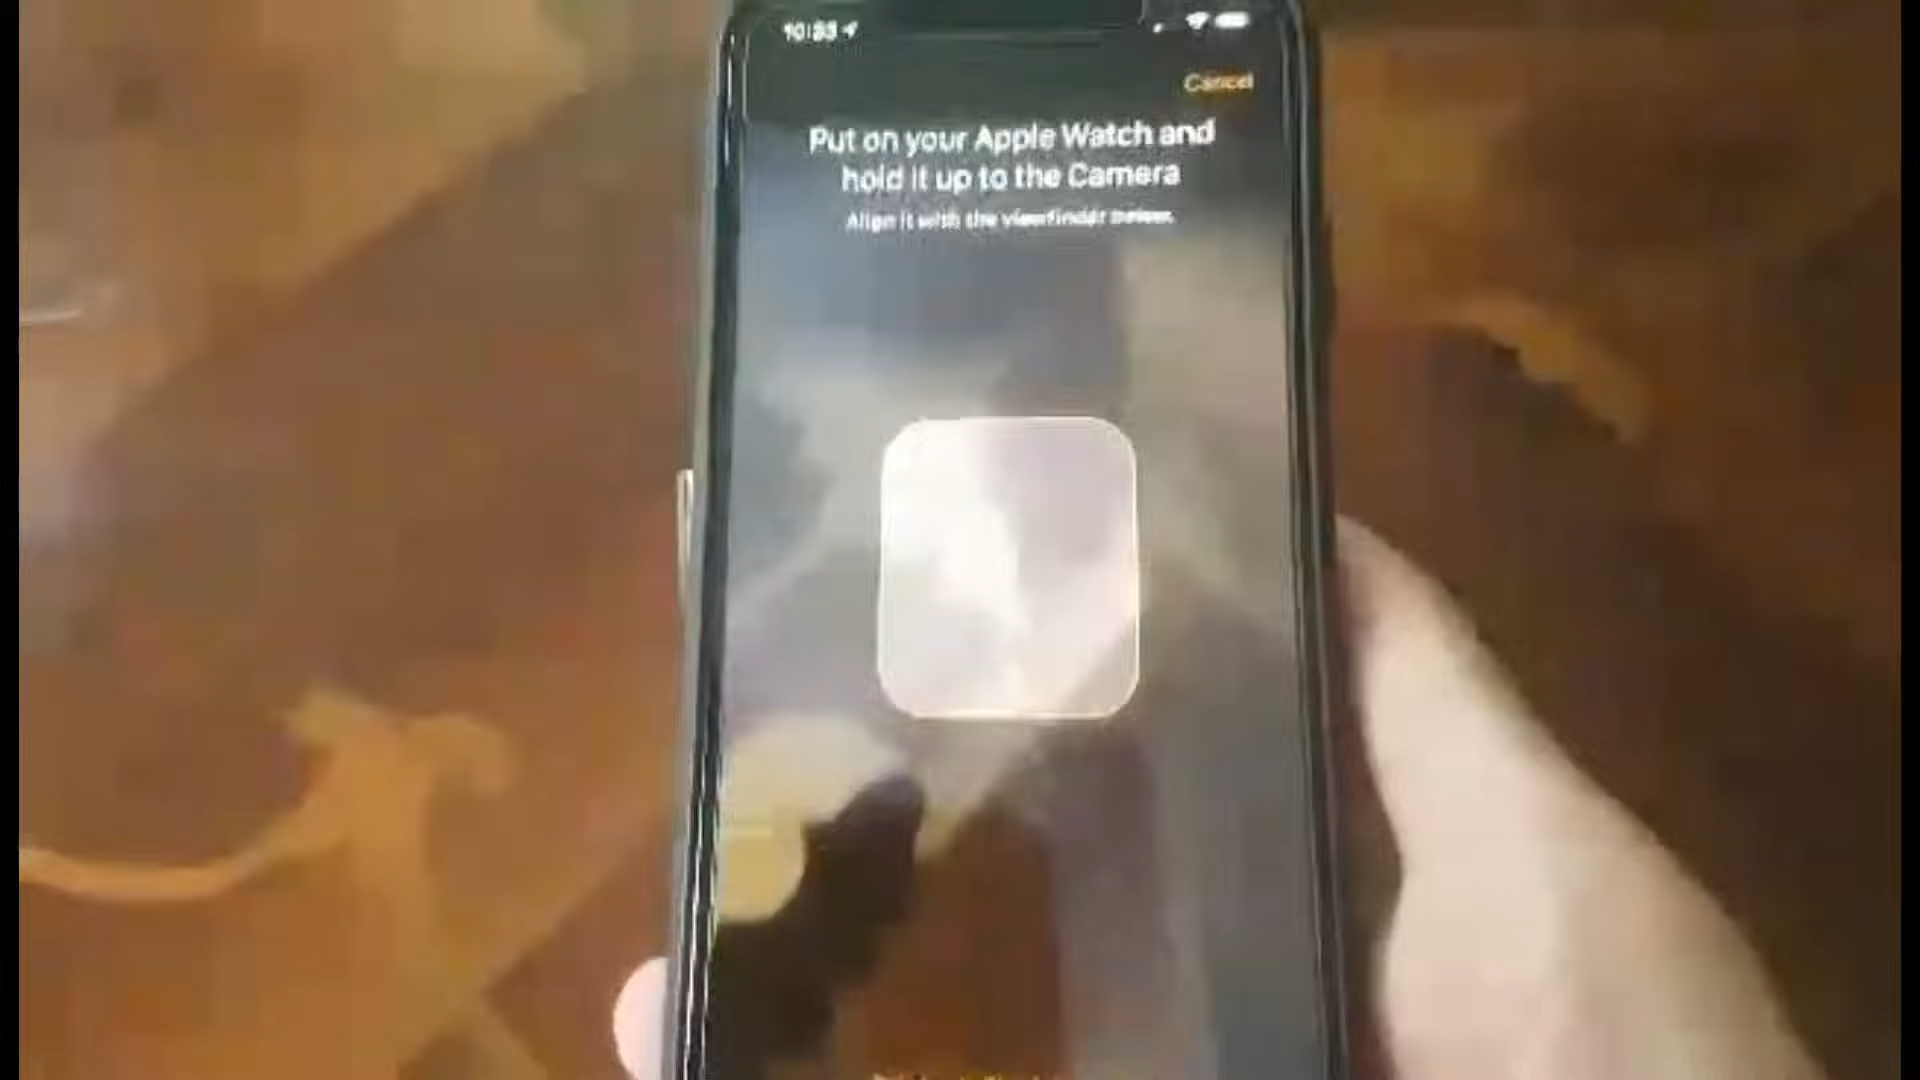 10:33
Cancel
Put on your Apple Watch and
hold it up to the Camera
Align it with the viewfinder below.